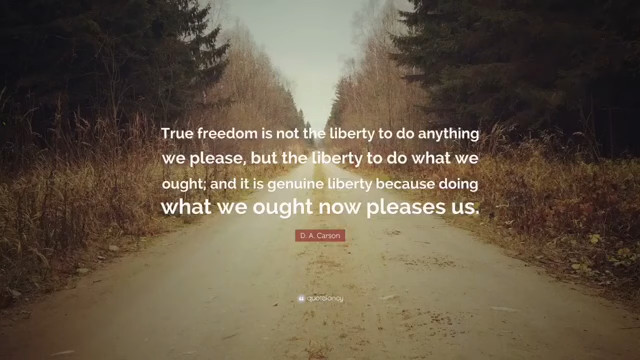 True freedom is not the liberty to do anything
we please, but the liberty to do what we
ought; and it is genuine liberty because doing
what we ought now pleases us.
D. A. Carson
quotefancy